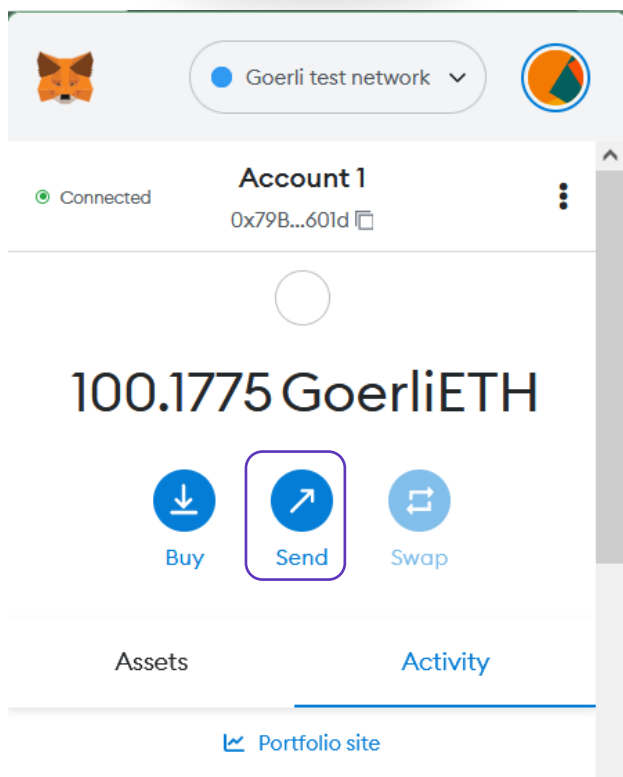 Goerli test network
Account 1
Connected
0x79B...601d
100.1775 GoerliETH
Buy
Send
Swap
Assets
Activity
Portfolio site